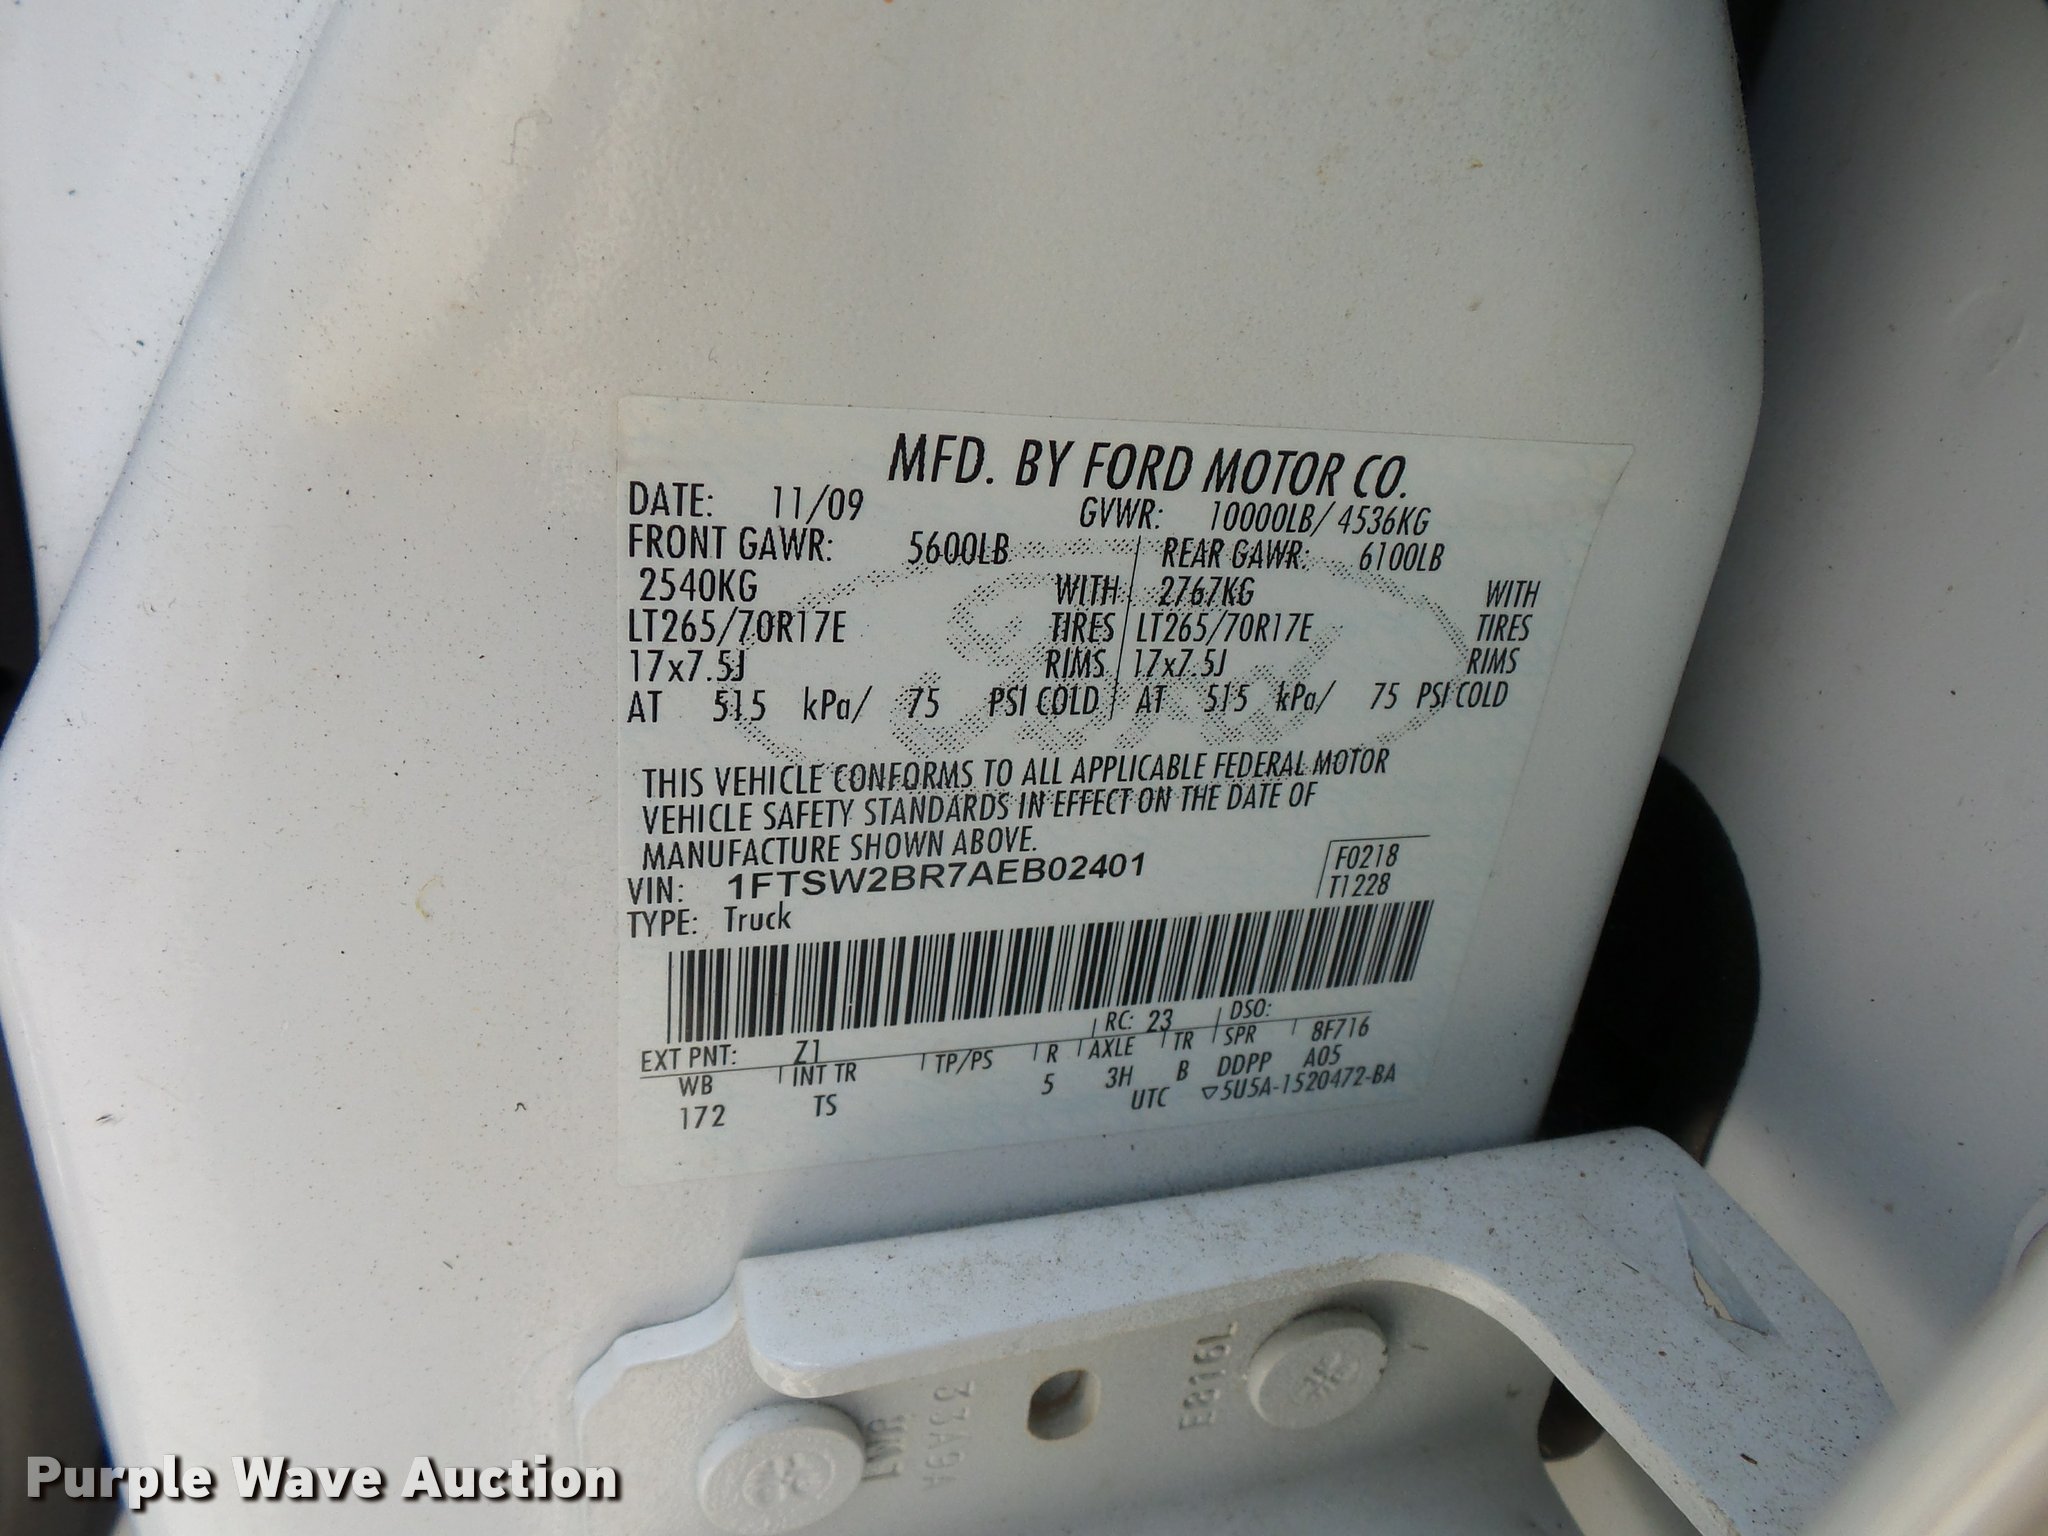 MFD. BY FORD MOTOR CO.
DATE: 11/09 GVWR: 10000LB/ 4536KG
FRONT GAWR: 5600LB REAR GAWR: 6100LB
2540KG WITH 2767KG WITH
LT265/70R17E TIRES LT265/70R17E TIRES
17x7.5J RIMS 17x7.5J RIMS
AT 515 kPa/ 75 PSI COLD AT 515 kPa/ 75 PSI COLD
THIS VEHICLE CONFORMS TO ALL APPLICABLE FEDERAL MOTOR
VEHICLE SAFETY STANDARDS IN EFFECT ON THE DATE OF
MANUFACTURE SHOWN ABOVE.
VIN: 1FTSW2BR7AEB02401 F0218
TYPE: Truck T1228
RC: 23 DSO:
EXT PNT: Z1 8F716
WB INT TR TP/PS R AXLE TR SPR
172 TS 5 3H B DDPP A05
UTC ▽5U5A-1520472-BA
E816L
Purple Wave Auction